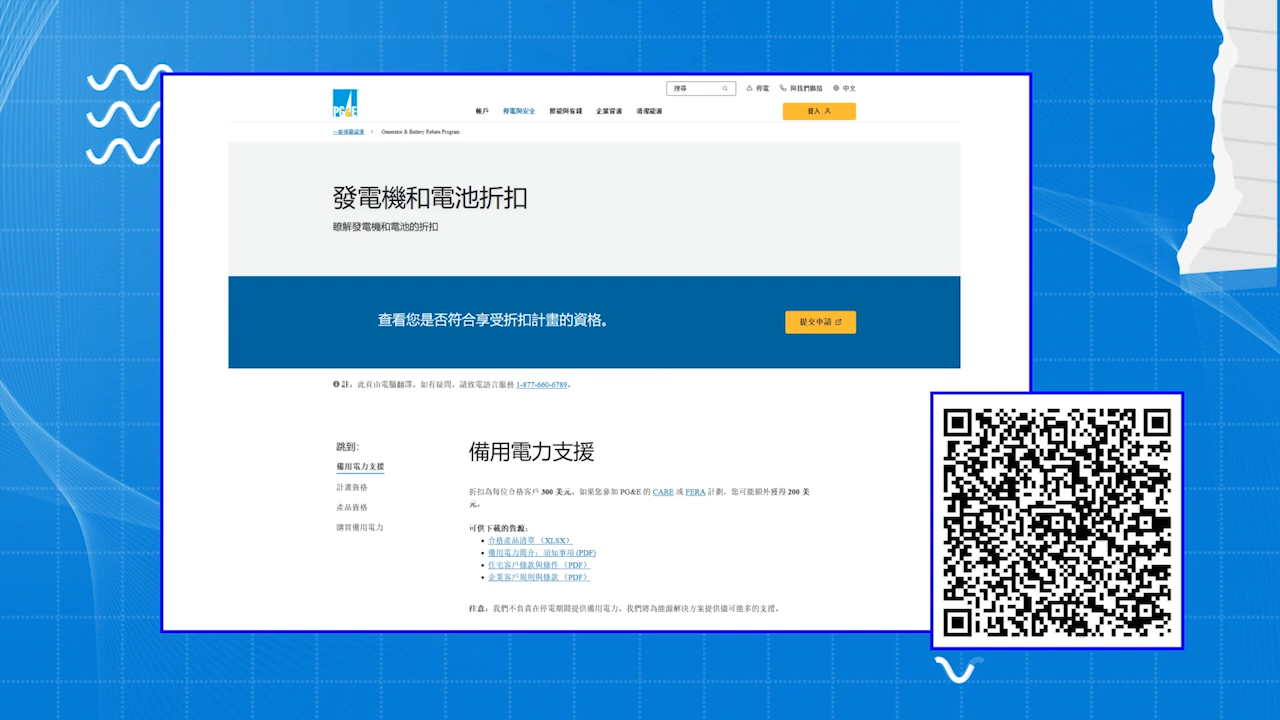 搜尋
停電
與我們聯絡
中文
PG&E
帳戶
停電與安全
節能與省錢
企業資源
清潔能源
登入
一般復籍資源 › Generator & Battery Rebate Program
發電機和電池折扣
瞭解發電機和電池的折扣
查看您是否符合享受折扣計畫的資格。
提交申請
註：此頁由電腦翻譯。如有疑問，請致電語言服務 1-877-660-6789。
跳到：
備用電力支援
計畫資格
產品資格
購買備用電力
備用電力支援
折扣為每位合格客戶 300 美元。如果您參加 PG&E 的 CARE 或 FERA 計劃，您可能額外獲得 200 美
元。
可供下載的資源：
合格產品清單 （XLSX）
備用電力簡介：須知事項 (PDF)
住宅客戶條款與條件 （PDF）
企業客戶規則與條款 （PDF）
注意：我們不負責在停電期間提供備用電力。我們將為能源解決方案提供儘可能多的支援。